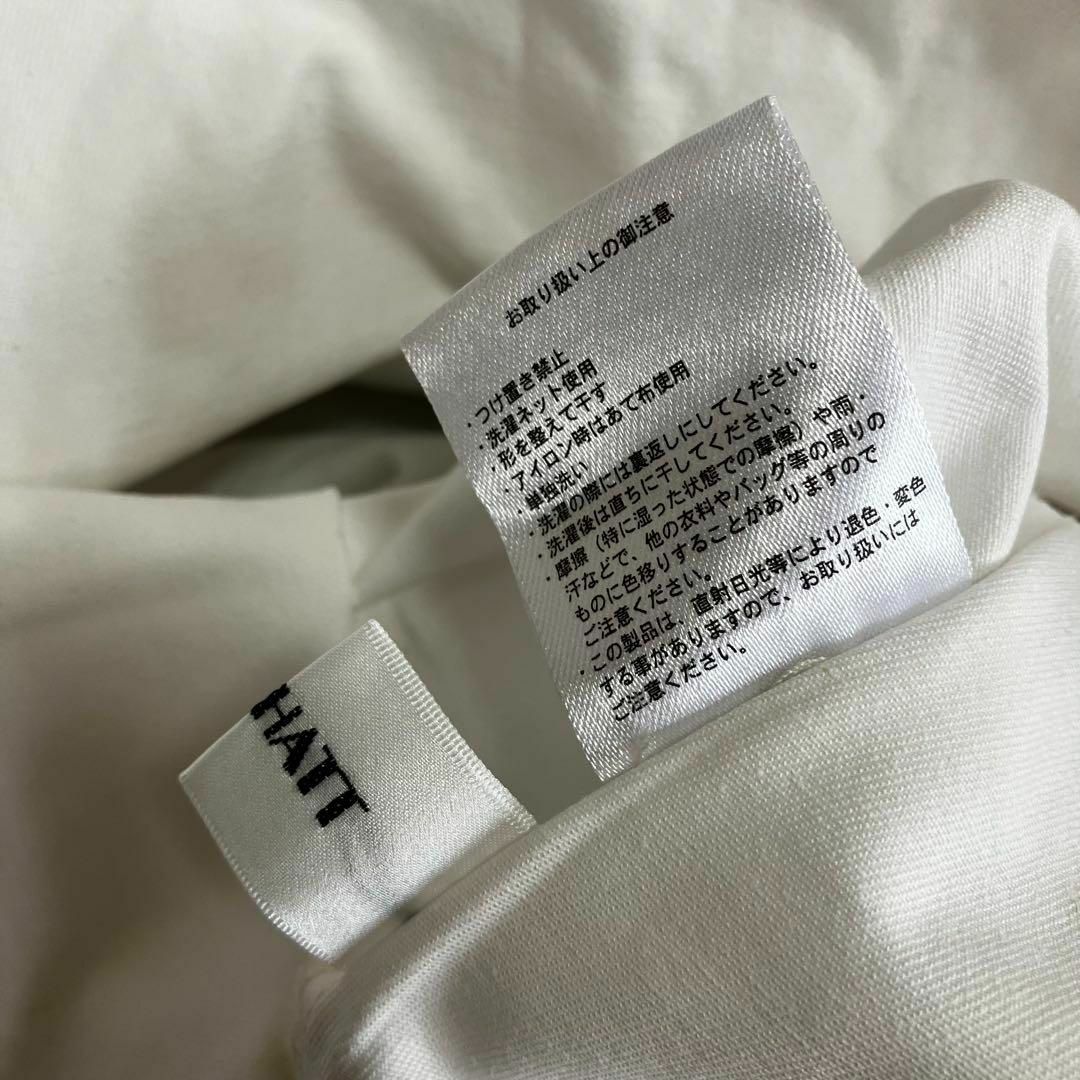 お取り扱い上の御注意
・つけ置き禁止
・洗濯ネット使用
・形を整えて干す
・アイロン時はあて布使用
・単独洗い
・洗濯の際には裏返しにしてください。
・洗濯後は直ちに干してください。
・摩擦（特に湿った状態での摩擦）や雨・
汗などで、他の衣料やバッグ等の周りの
ものに色移りすることがありますので
ご注意ください。
・この製品は、直射日光等により退色・変色
する事がありますので、お取り扱いには
ご注意ください。
HATT